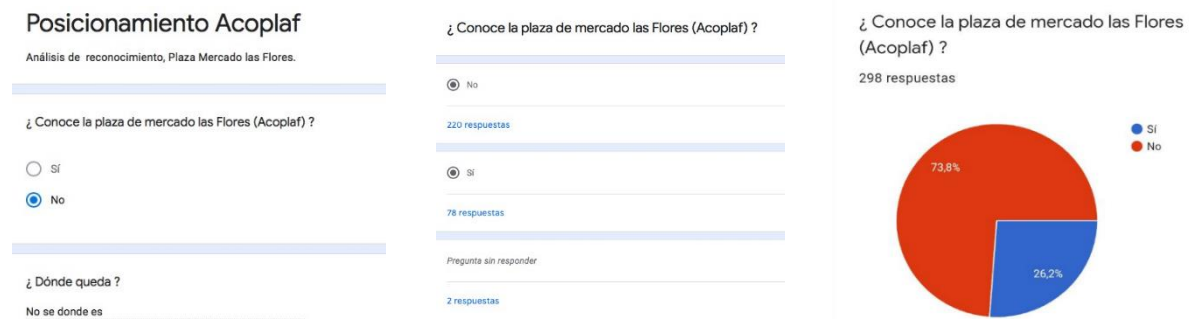 Posicionamiento Acoplaf
Análisis de reconocimiento, Plaza Mercado las Flores.
¿ Conoce la plaza de mercado las Flores (Acoplaf) ?
Sí
No
¿ Dónde queda ?
No se donde es
¿ Conoce la plaza de mercado las Flores (Acoplaf) ?
No
220 respuestas
Sí
78 respuestas
Pregunta sin responder
2 respuestas
¿ Conoce la plaza de mercado las Flores
(Acoplaf) ?
298 respuestas
Sí
No
73,8%
26,2%